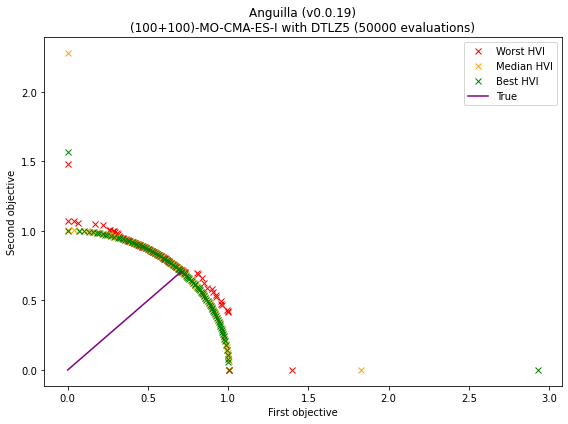 Anguilla (v0.0.19)
(100+100)-MO-CMA-ES-I with DTLZ5 (50000 evaluations)
Worst HVI
Median HVI
Best HVI
True
Second objective
2.0
1.5
1.0
0.5
0.0
0.0 0.5 1.0 1.5 2.0 2.5 3.0
First objective